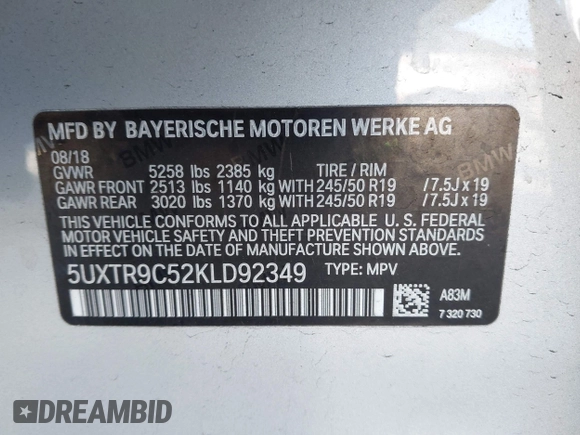 MFD BY BAYERISCHE MOTOREN WERKE AG
08/18
GVWR 5258 lbs 2385 kg TIRE / RIM
GAWR FRONT 2513 lbs 1140 kg WITH 245/50 R19 /7.5J x 19
GAWR REAR 3020 lbs 1370 kg WITH 245/50 R19 /7.5J x 19
THIS VEHICLE CONFORMS TO ALL APPLICABLE U. S. FEDERAL
MOTOR VEHICLE SAFETY AND THEFT PREVENTION STANDARDS
IN EFFECT ON THE DATE OF MANUFACTURE SHOWN ABOVE.
5UXTR9C52KLD92349 TYPE: MPV
A83M
7 320 730
DREAMBID